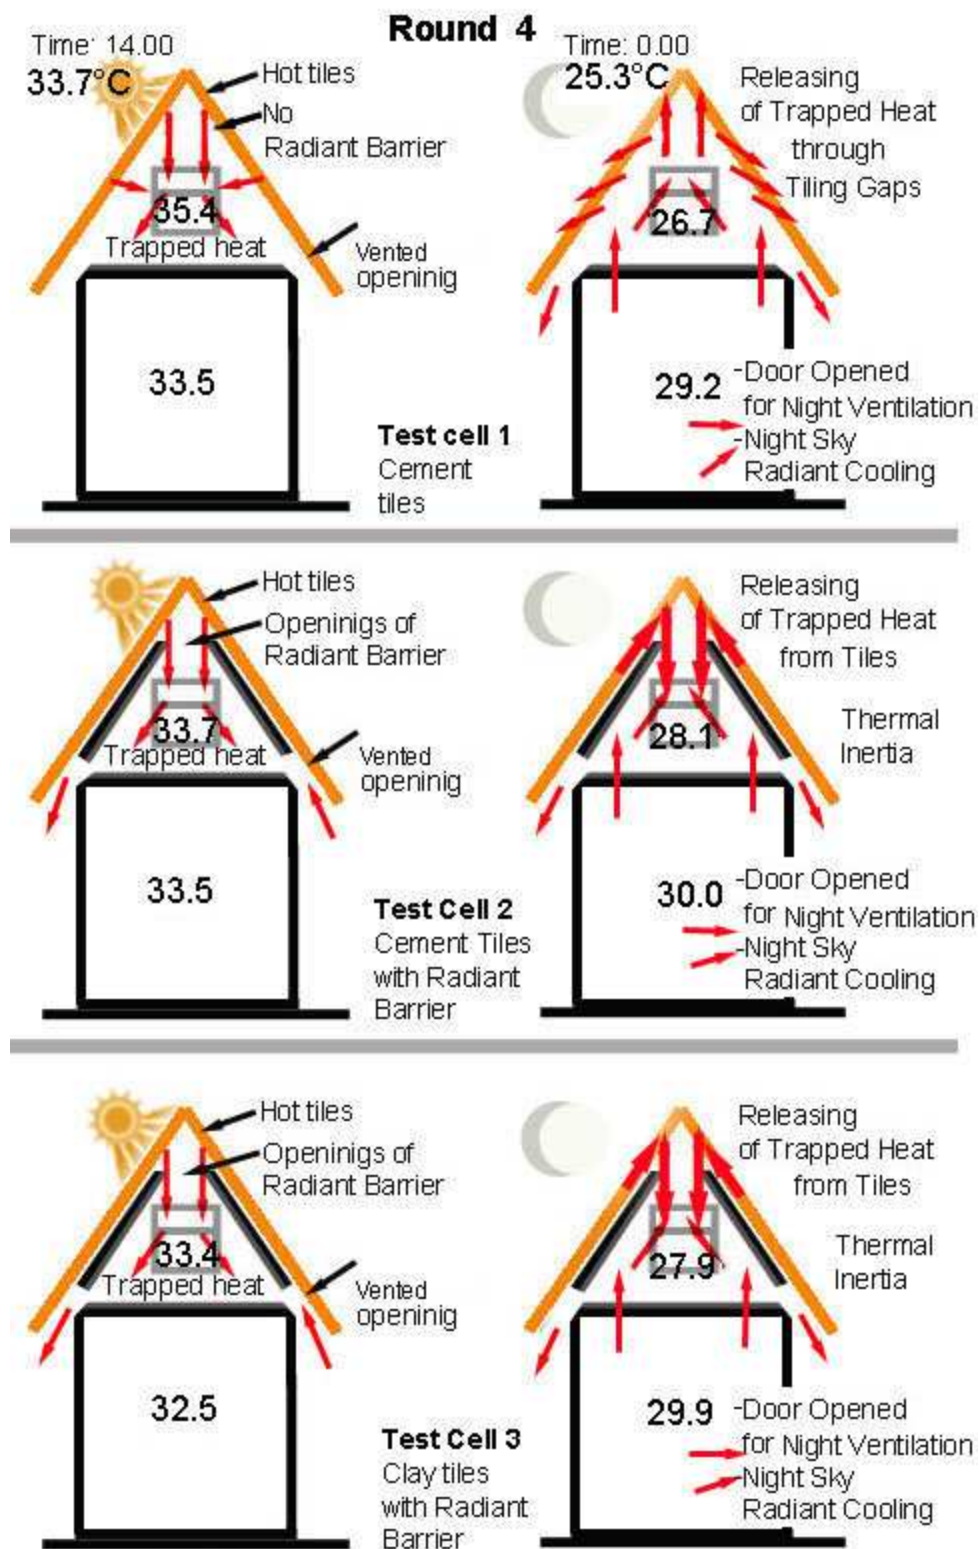 Round 4
Time: 14.00
33.7°C
Hot tiles
No
Radiant Barrier
35.4
Trapped heat
Vented
openinig
33.5
Time: 0.00
25.3°C
Releasing
of Trapped Heat
through
Tiling Gaps
26.7
29.2
-Door Opened
for Night Ventilation
-Night Sky
Radiant Cooling
Test cell 1
Cement
tiles
Hot tiles
Openinigs of
Radiant Barrier
33.7
Trapped heat
Vented
openinig
33.5
Releasing
of Trapped Heat
from Tiles
Thermal
Inertia
28.1
30.0
-Door Opened
for Night Ventilation
-Night Sky
Radiant Cooling
Test Cell 2
Cement Tiles
with Radiant
Barrier
Hot tiles
Openinigs of
Radiant Barrier
33.4
Trapped heat
Vented
openinig
32.5
Releasing
of Trapped Heat
from Tiles
Thermal
Inertia
27.9
29.9
-Door Opened
for Night Ventilation
-Night Sky
Radiant Cooling
Test Cell 3
Clay tiles
with Radiant
Barrier